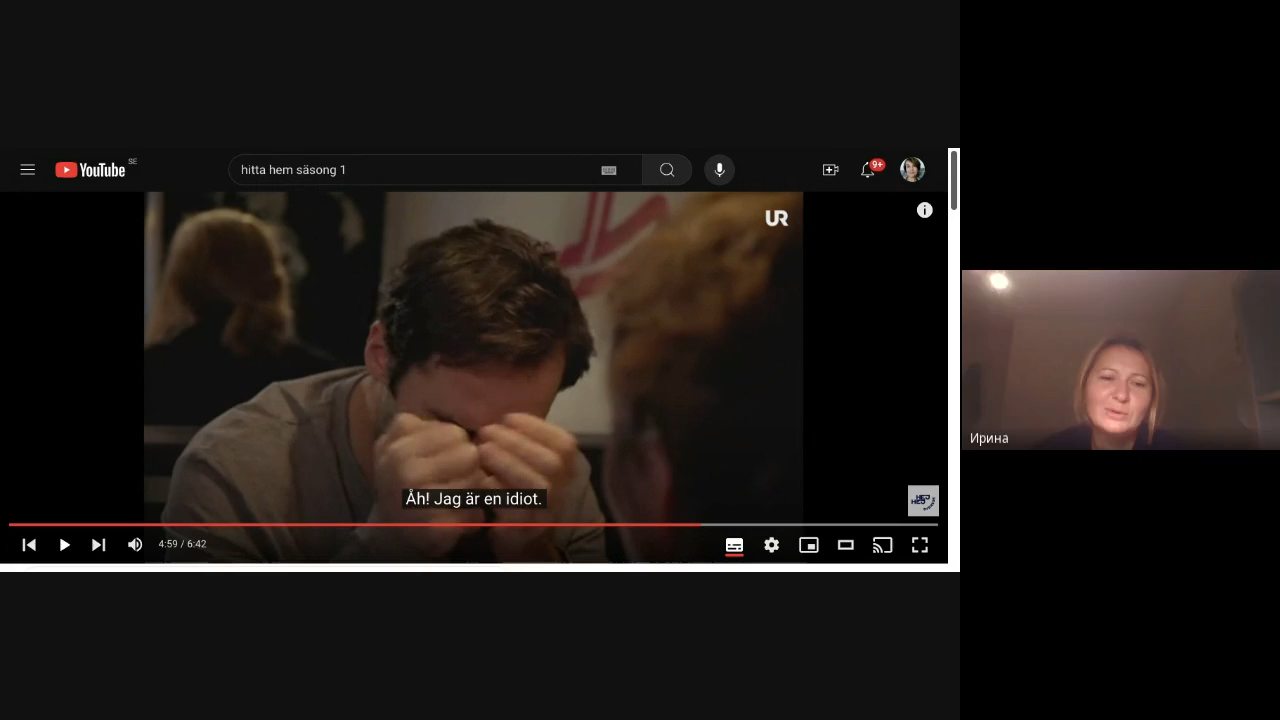 YouTube SE
hitta hem säsong 1
9+
UR
Åh! Jag är en idiot.
4:59 / 6:42
Ирина